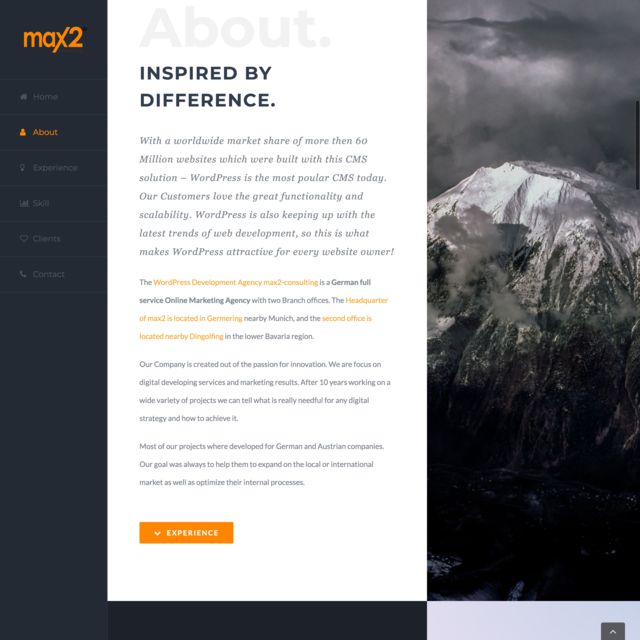 max2
Home
About
Experience
Skill
Clients
Contact
About.
INSPIRED BY
DIFFERENCE.
With a worldwide market share of more then 60
Million websites which were built with this CMS
solution – WordPress is the most poular CMS today.
Our Customers love the great functionality and
scalability. WordPress is also keeping up with the
latest trends of web development, so this is what
makes WordPress attractive for every website owner!
The WordPress Development Agency max2-consulting is a German full
service Online Marketing Agency with two Branch offices. The Headquarter
of max2 is located in Germering nearby Munich, and the second office is
located nearby Dingolfing in the lower Bavaria region.
Our Company is created out of the passion for innovation. We are focus on
digital developing services and marketing results. After 10 years working on a
wide variety of projects we can tell what is really needful for any digital
strategy and how to achieve it.
Most of our projects where developed for German and Austrian companies.
Our goal was always to help them to expand on the local or international
market as well as optimize their internal processes.
EXPERIENCE